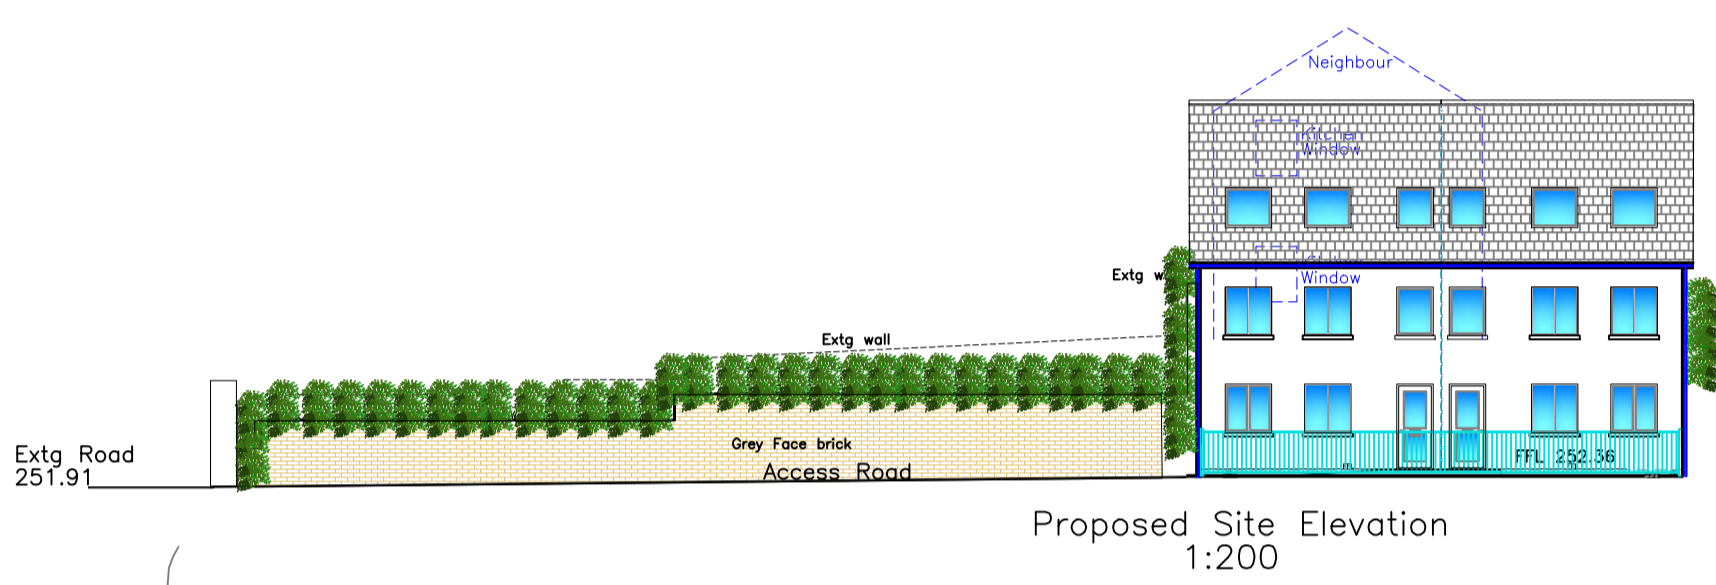 Neighbour
Kitchen
Window
Extg w
Window
Extg wall
Grey Face brick
Extg Road
251.91
Access Road
FFL 252.36
FFL
Proposed Site Elevation
1:200